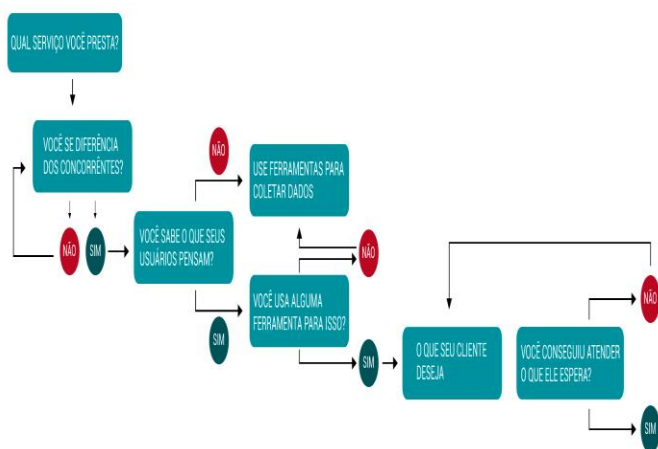 QUAL SERVIÇO VOCÊ PRESTA?
VOCÊ SE DIFERÊNCIA
DOS CONCORRÊNTES?
NÃO
SIM
VOCÊ SABE O QUE SEUS
USUÁRIOS PENSAM?
NÃO
SIM
USE FERRAMENTAS PARA
COLETAR DADOS
VOCÊ USA ALGUMA
FERRAMENTA PARA ISSO?
NÃO
SIM
O QUE SEU CLIENTE
DESEJA
VOCÊ CONSEGUIU ATENDER
O QUE ELE ESPERA?
NÃO
SIM